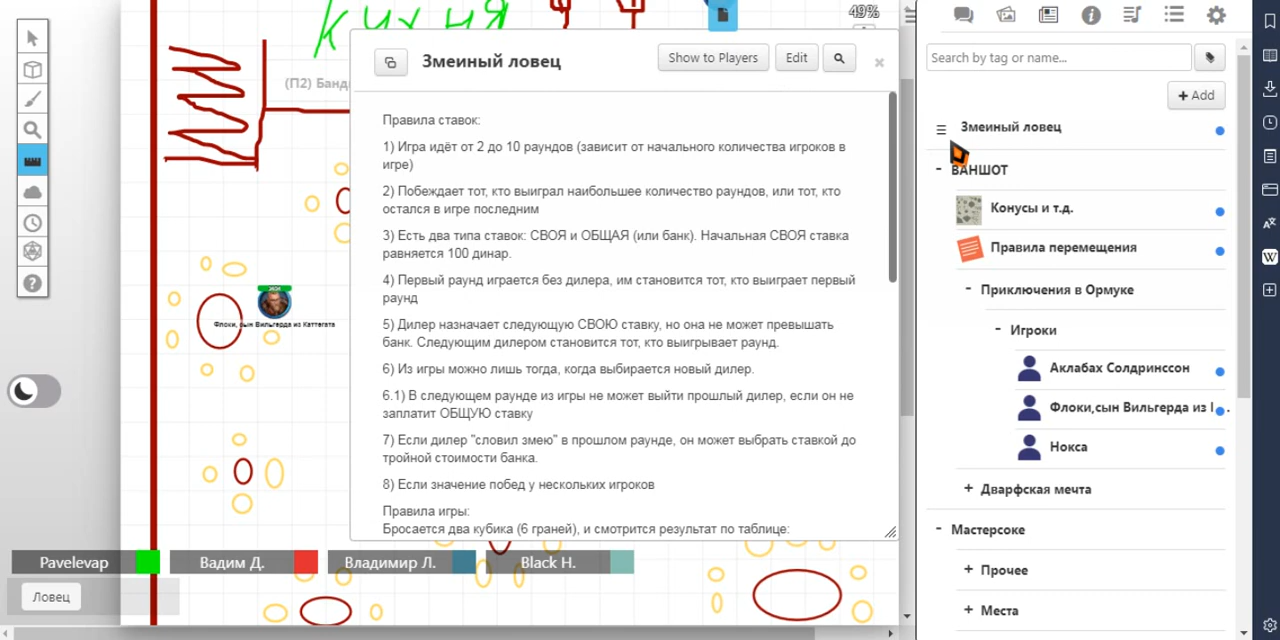 кухня
49%
(П2) Банд
Змеиный ловец
Show to Players
Edit
Правила ставок:
1) Игра идёт от 2 до 10 раундов (зависит от начального количества игроков в
игре)
2) Побеждает тот, кто выиграл наибольшее количество раундов, или тот, кто
остался в игре последним
3) Есть два типа ставок: СВОЯ и ОБЩАЯ (или банк). Начальная СВОЯ ставка
равняется 100 динар.
4) Первый раунд играется без дилера, им становится тот, кто выиграет первый
раунд
5) Дилер назначает следующую СВОЮ ставку, но она не может превышать
банк. Следующим дилером становится тот, кто выигрывает раунд.
6) Из игры можно лишь тогда, когда выбирается новый дилер.
6.1) В следующем раунде из игры не может выйти прошлый дилер, если он не
заплатит ОБЩУЮ ставку
7) Если дилер "словил змею" в прошлом раунде, он может выбрать ставкой до
тройной стоимости банка.
8) Если значение побед у нескольких игроков
Правила игры:
Бросается два кубика (6 граней), и смотрится результат по таблице:
Флоки, сын Вильгерда из Каттегата
Pavelevap
Вадим Д.
Владимир Л.
Black H.
Ловец
Search by tag or name...
+ Add
Змеиный ловец
- ВАНШОТ
Конусы и т.д.
Правила перемещения
- Приключения в Ормуке
- Игроки
Аклабах Солдринссон
Флоки,сын Вильгерда из
Нокса
+ Дварфская мечта
- Мастерсоке
+ Прочее
+ Места